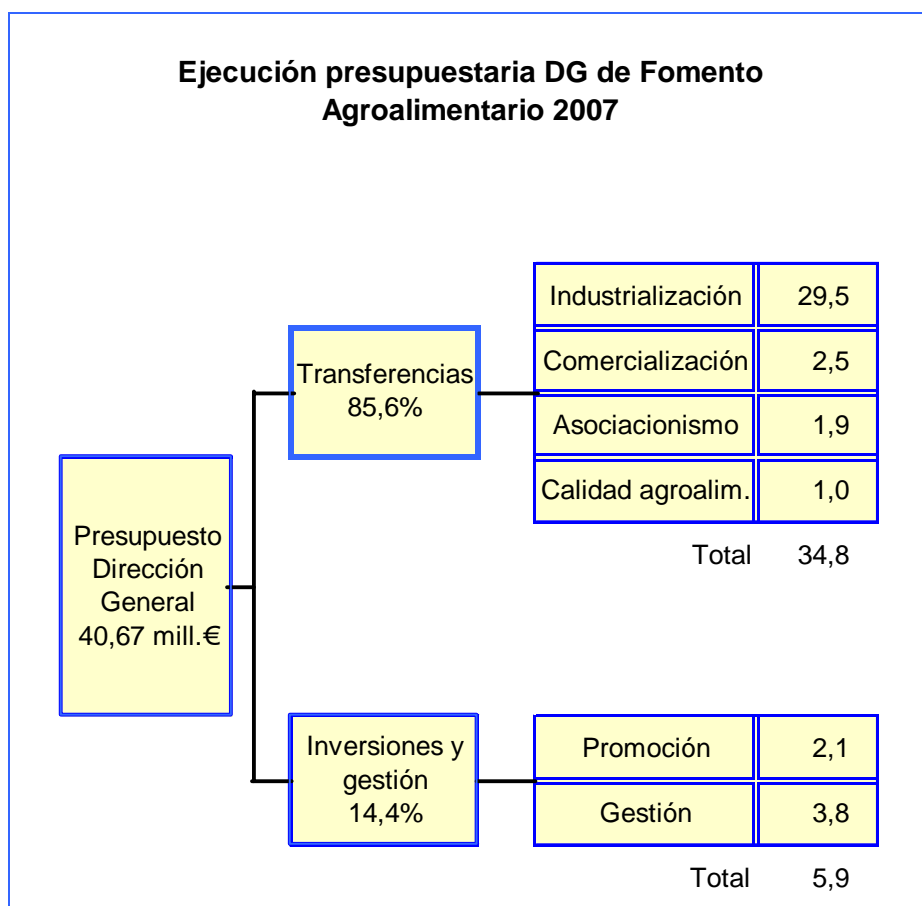 Ejecución presupuestaria DG de Fomento
Agroalimentario 2007
Presupuesto
Dirección
General
40,67 mill.€
Transferencias
85,6%
Industrialización 29,5
Comercialización 2,5
Asociacionismo 1,9
Calidad agroalim. 1,0
Total 34,8
Inversiones y
gestión
14,4%
Promoción 2,1
Gestión 3,8
Total 5,9